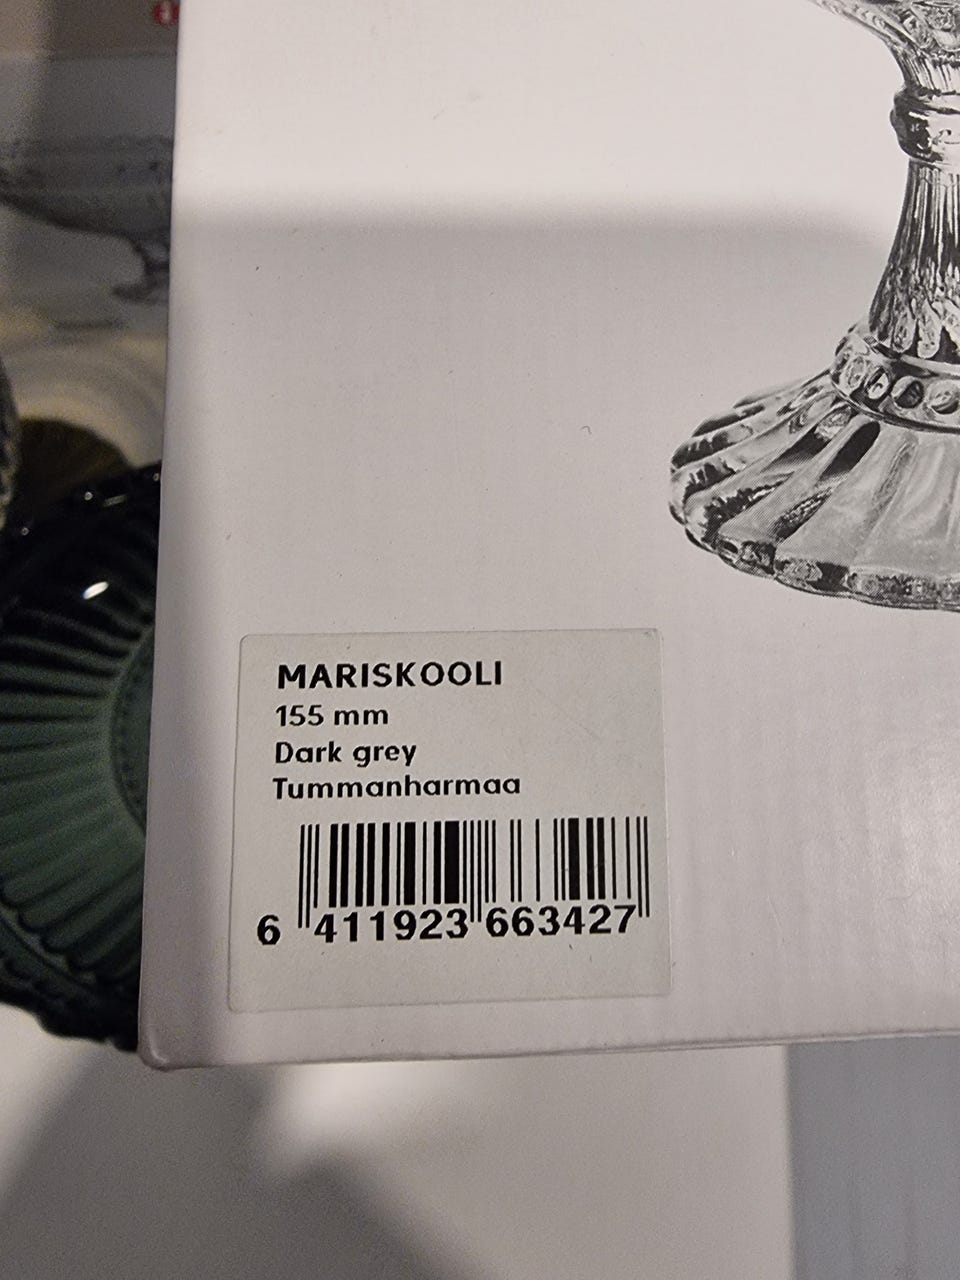 MARISKOOLI
155 mm
Dark grey
Tummanharmaa
6 411923 663427